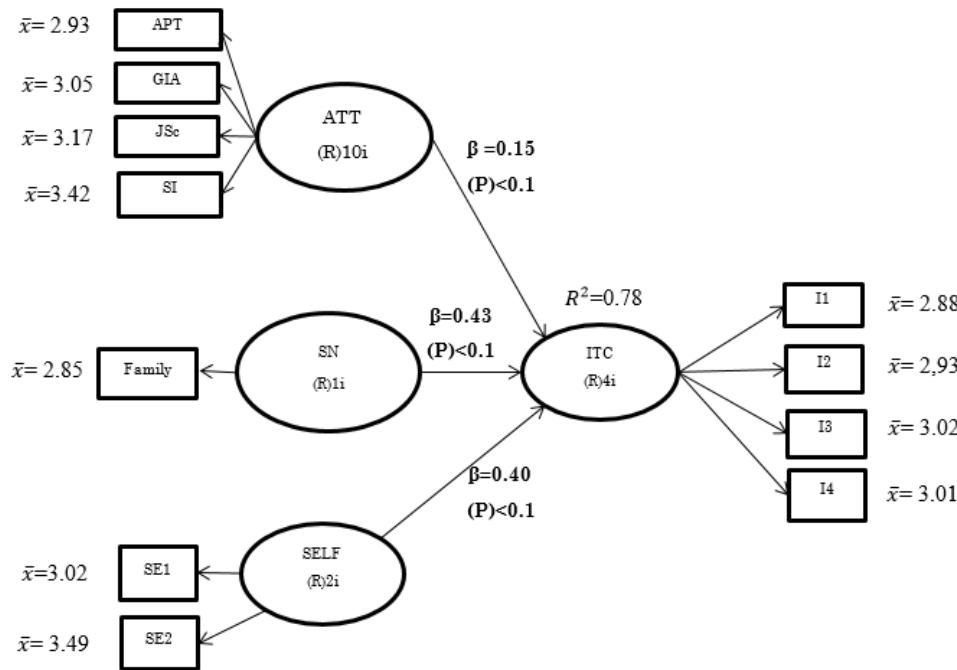 x̄= 2.93
APT
x̄= 3.05
GIA
x̄= 3.17
JSc
x̄=3.42
SI
ATT
(R)10i
β =0.15
(P)<0.1
x̄= 2.85
Family
SN
(R)1i
β=0.43
(P)<0.1
R²=0.78
ITC
(R)4i
I1
x̄= 2.88
I2
x̄= 2,93
I3
x̄= 3.02
I4
x̄= 3.01
β=0.40
(P)<0.1
SELF
(R)2i
x̄=3.02
SE1
x̄= 3.49
SE2